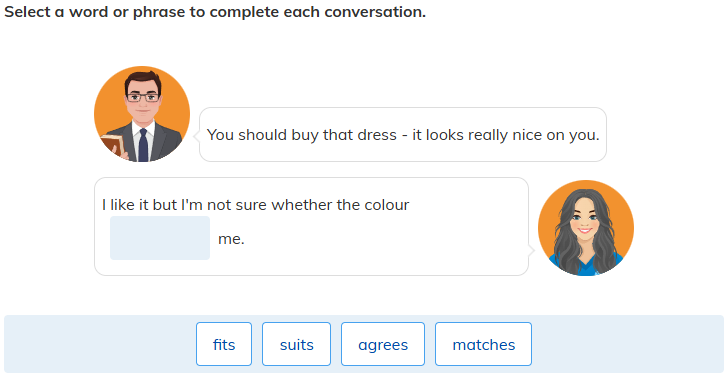 Select a word or phrase to complete each conversation.
You should buy that dress - it looks really nice on you.
I like it but I'm not sure whether the colour
me.
fits suits agrees matches